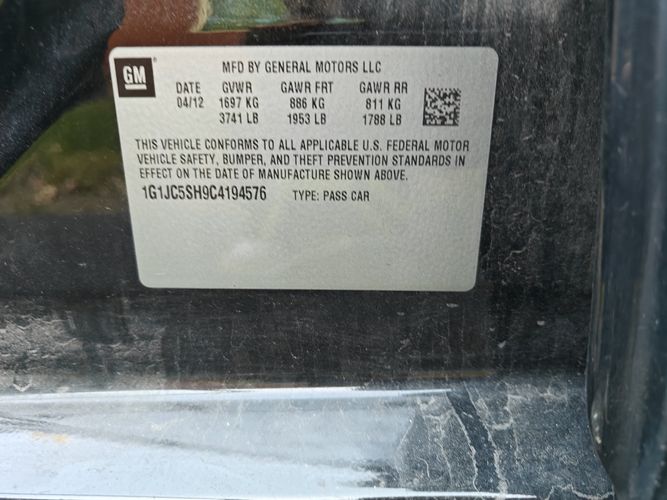 GM
MFD BY GENERAL MOTORS LLC
DATE GVWR GAWR FRT GAWR RR
04/12 1697 KG 886 KG 811 KG
3741 LB 1953 LB 1788 LB
THIS VEHICLE CONFORMS TO ALL APPLICABLE U.S. FEDERAL MOTOR
VEHICLE SAFETY, BUMPER, AND THEFT PREVENTION STANDARDS IN
EFFECT ON THE DATE OF MANUFACTURE SHOWN ABOVE.
1G1JC5SH9C4194576 TYPE: PASS CAR